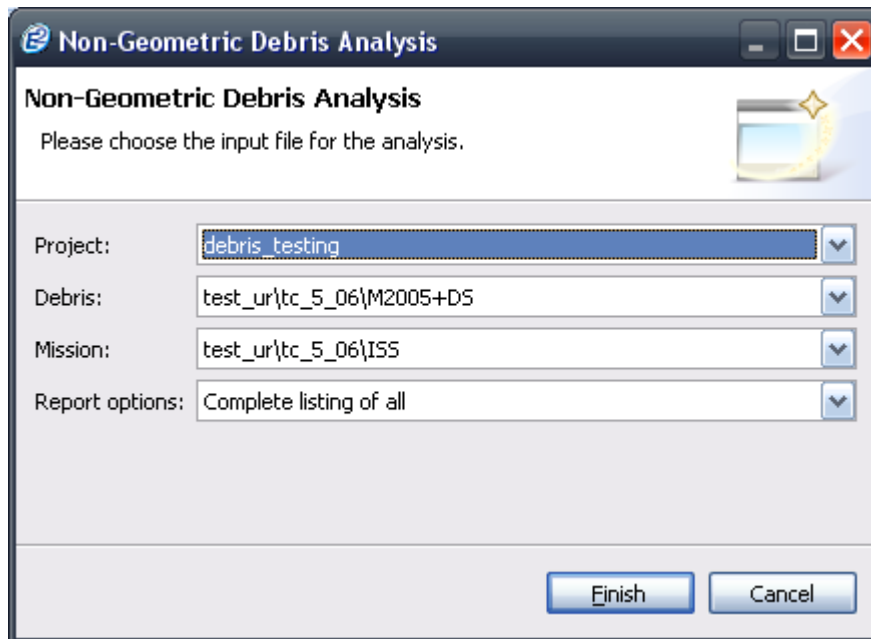 Non-Geometric Debris Analysis
Non-Geometric Debris Analysis
Please choose the input file for the analysis.
Project: debris_testing
Debris: test_ur\tc_5_06\M2005+DS
Mission: test_ur\tc_5_06\ISS
Report options: Complete listing of all
Finish Cancel